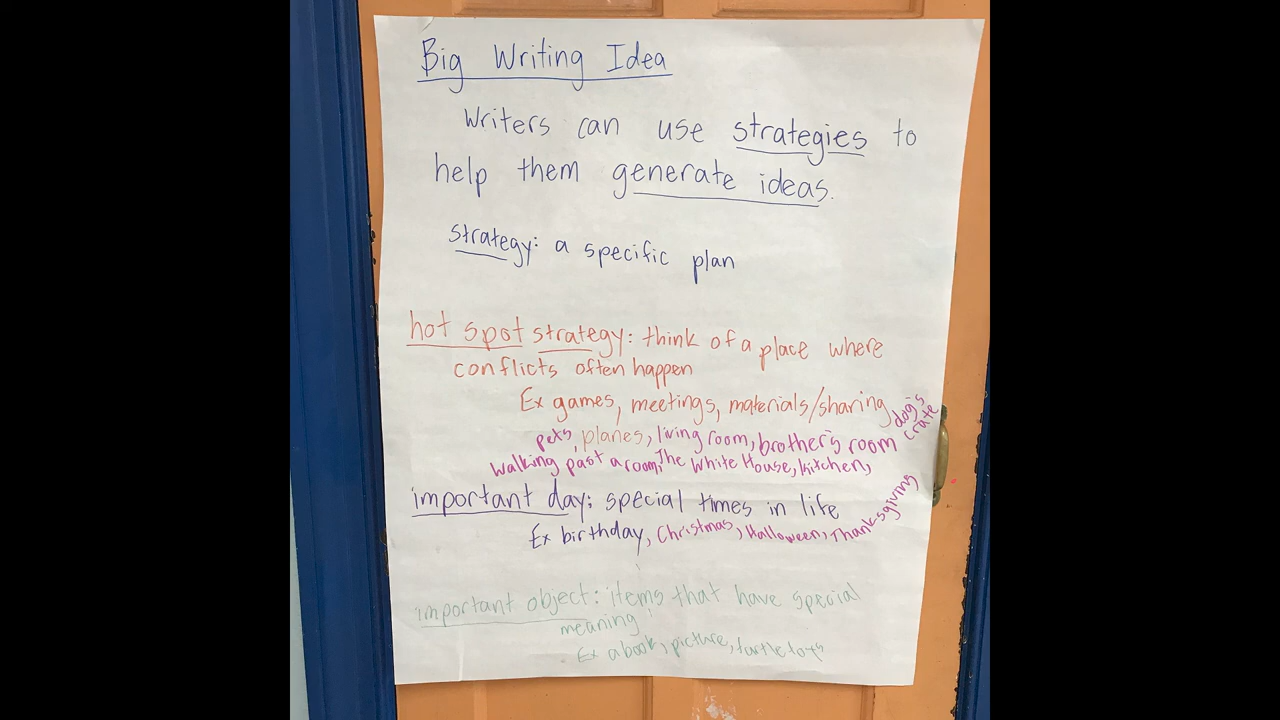 Big Writing Idea
Writers can use strategies to
help them generate ideas.
strategy: a specific plan
hot spot strategy: think of a place where
conflicts often happen
Ex games, meetings, materials/sharing
dog's
crate
pets, planes, living room, brother's room
walking past a room, The White House, kitchen,
important day: special times in life
Ex birthday, Christmas, Halloween, Thanksgiving
important object: items that have special
meaning
Ex a book, picture, turtle toys